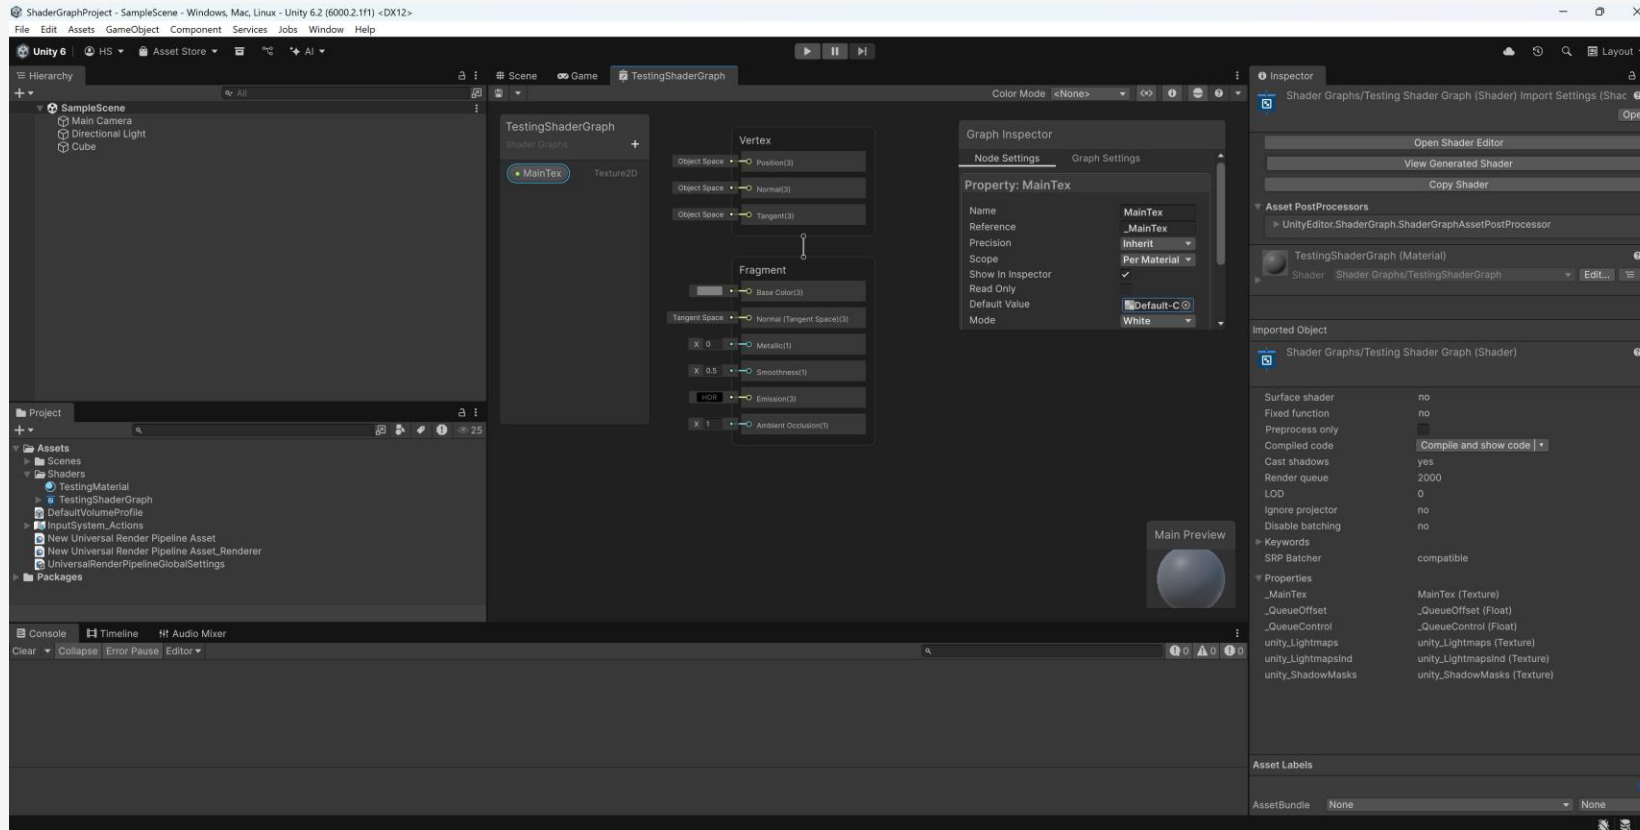 ShaderGraphProject - SampleScene - Windows, Mac, Linux - Unity 6.2 (6000.2.1f1) <DX12>
File Edit Assets GameObject Component Services Jobs Window Help
Unity 6 HS Asset Store AI Layout
Hierarchy
All
SampleScene
Main Camera
Directional Light
Cube
Project
25
Assets
Scenes
Shaders
TestingMaterial
TestingShaderGraph
DefaultVolumeProfile
InputSystem_Actions
New Universal Render Pipeline Asset
New Universal Render Pipeline Asset_Renderer
UniversalRenderPipelineGlobalSettings
Packages
Scene Game TestingShaderGraph
Color Mode <None>
TestingShaderGraph
Shader Graphs
MainTex Texture2D
Vertex
Object Space Position(3)
Object Space Normal(3)
Object Space Tangent(3)
Fragment
Base Color(3)
Tangent Space Normal (Tangent Space)(3)
X 0 Metallic(1)
X 0.5 Smoothness(1)
HDR Emission(3)
X 1 Ambient Occlusion(1)
Graph Inspector
Node Settings Graph Settings
Property: MainTex
Name MainTex
Reference _MainTex
Precision Inherit
Scope Per Material
Show In Inspector
Read Only
Default Value Default-C
Mode White
Main Preview
Console Timeline Audio Mixer
Clear Collapse Error Pause Editor 0 0 0
Inspector
Shader Graphs/Testing Shader Graph (Shader) Import Settings (Shac
Ope
Open Shader Editor
View Generated Shader
Copy Shader
Asset PostProcessors
UnityEditor.ShaderGraph.ShaderGraphAssetPostProcessor
TestingShaderGraph (Material)
Shader Shader Graphs/TestingShaderGraph Edit...
Imported Object
Shader Graphs/Testing Shader Graph (Shader)
Surface shader no
Fixed function no
Preprocess only
Compiled code Compile and show code
Cast shadows yes
Render queue 2000
LOD 0
Ignore projector no
Disable batching no
Keywords
SRP Batcher compatible
Properties
_MainTex MainTex (Texture)
_QueueOffset _QueueOffset (Float)
_QueueControl _QueueControl (Float)
unity_Lightmaps unity_Lightmaps (Texture)
unity_LightmapsInd unity_LightmapsInd (Texture)
unity_ShadowMasks unity_ShadowMasks (Texture)
Asset Labels
AssetBundle None None